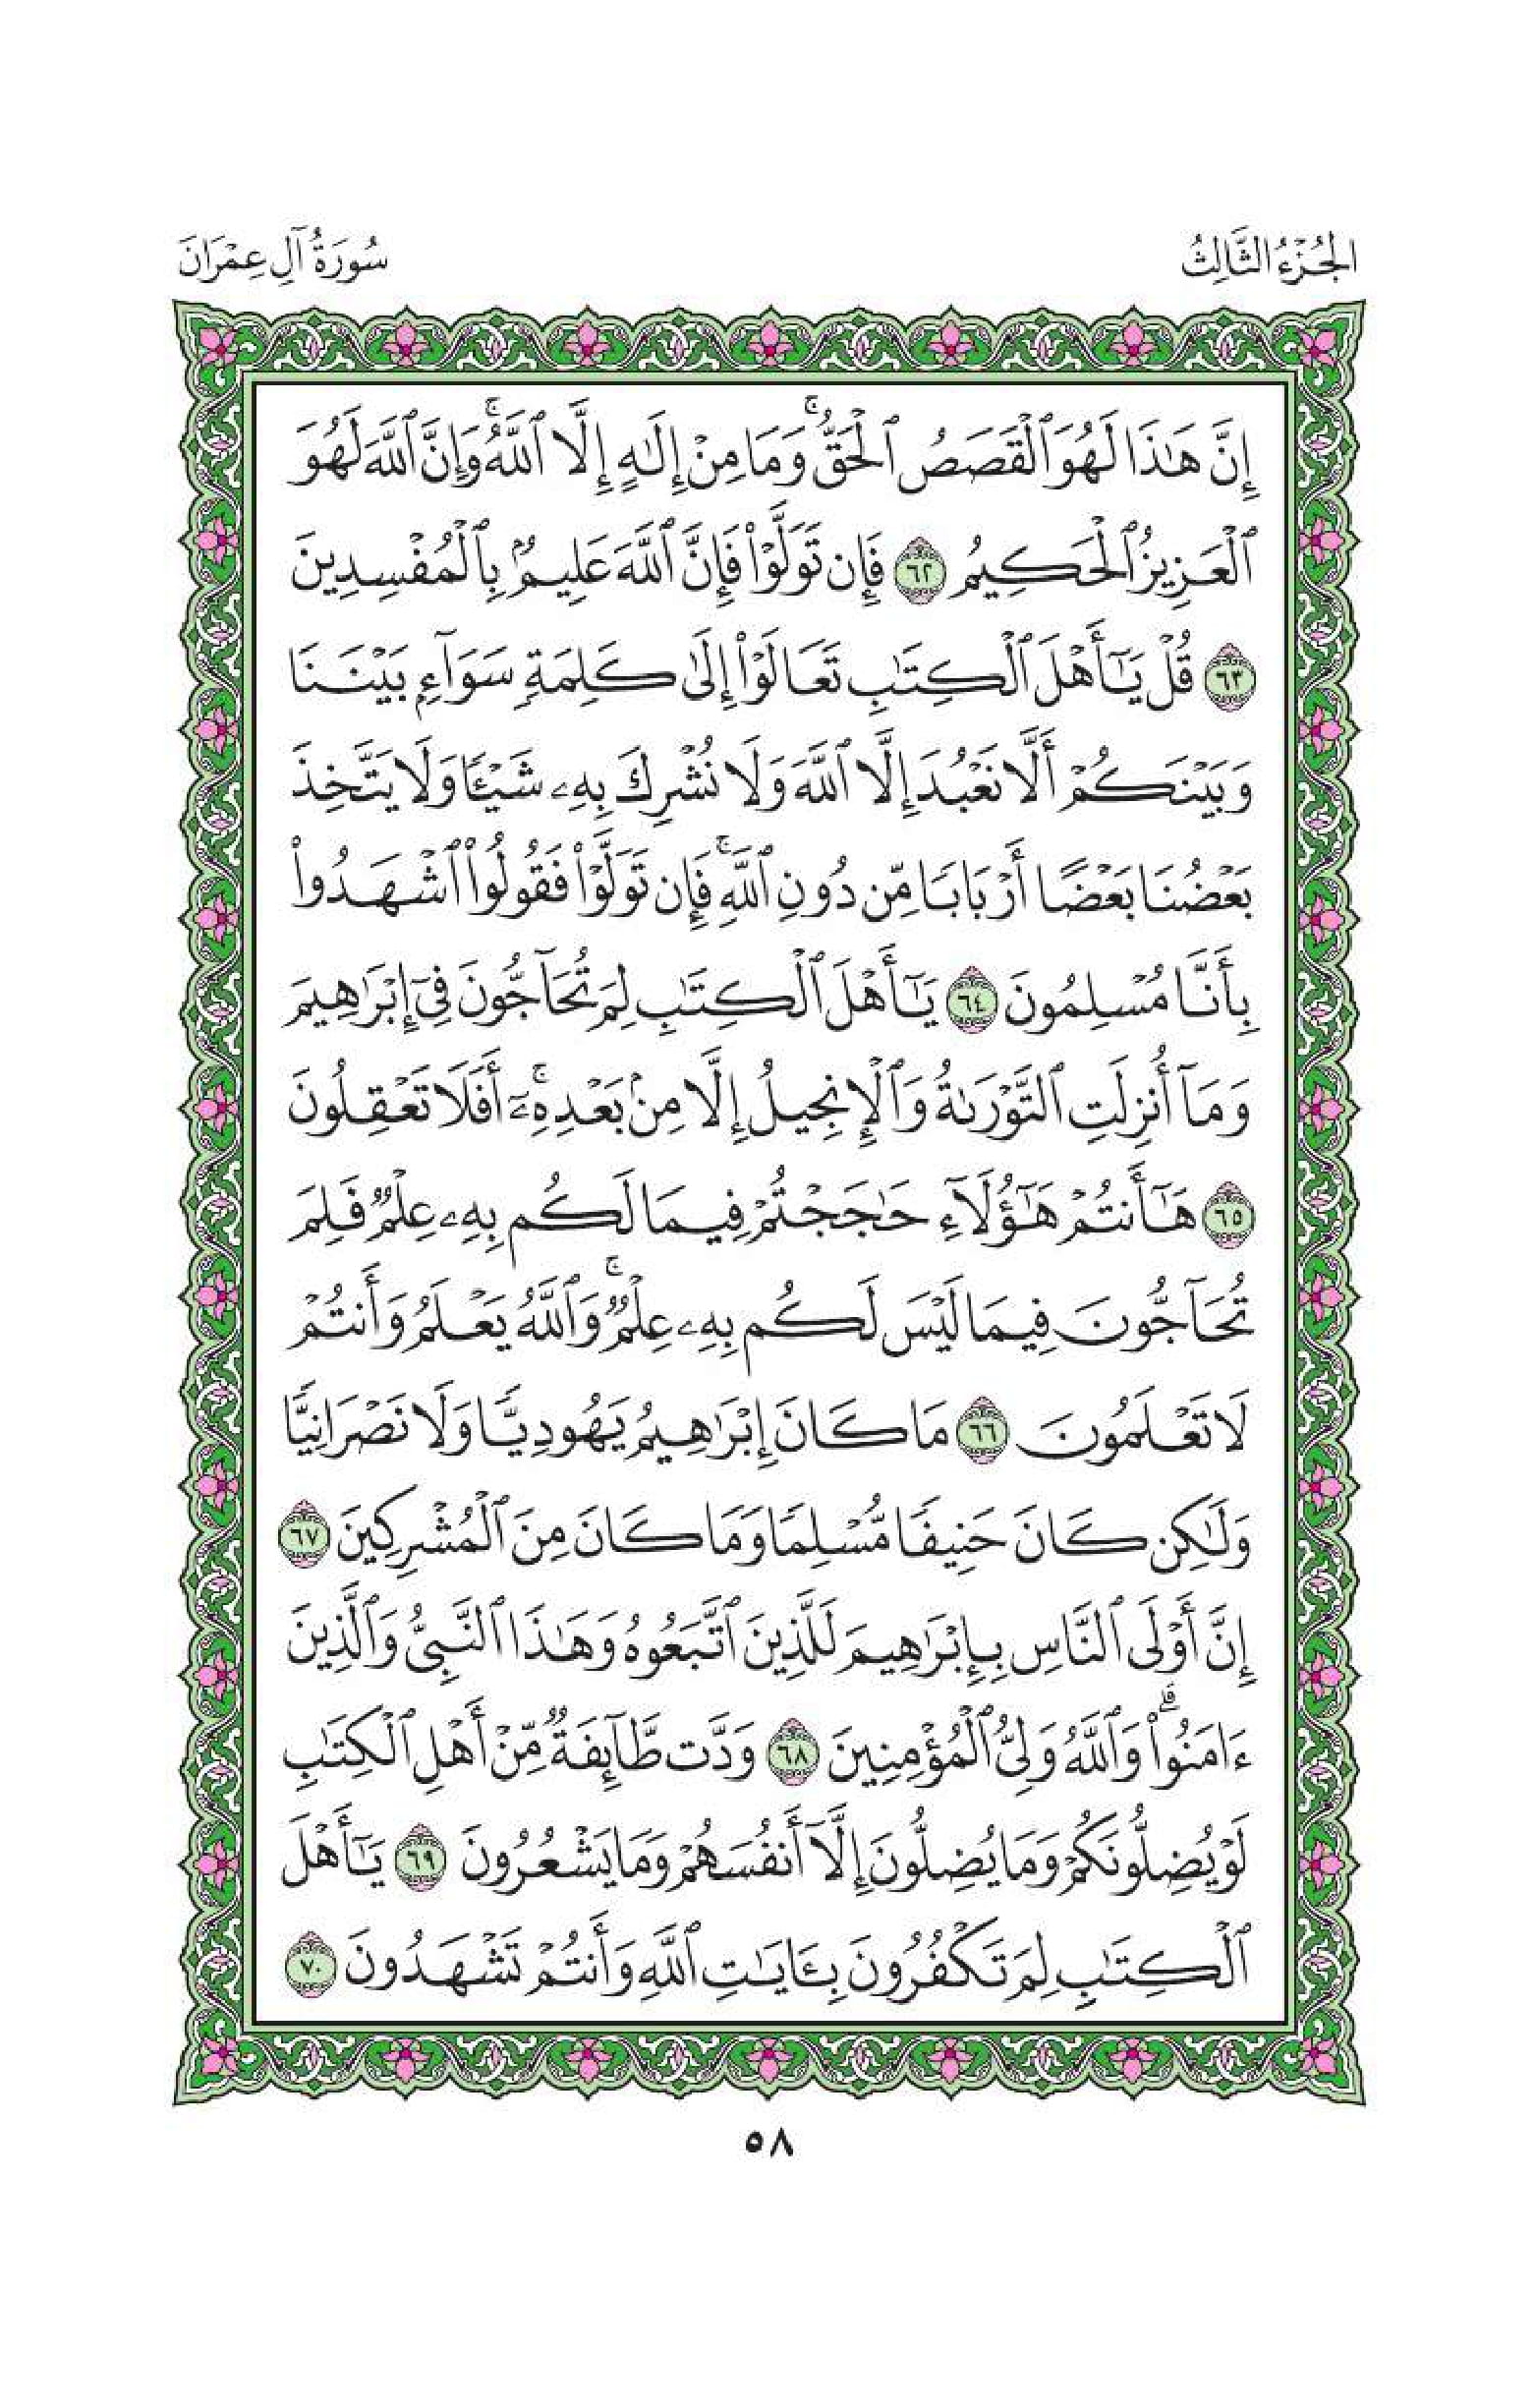 الجُزْءُ الثَّالِثُ
سُورَةُ آلِ عِمْرَانَ
إِنَّ هَٰذَا لَهُوَ ٱلْقَصَصُ ٱلْحَقُّۚ وَمَا مِنْ إِلَٰهٍ إِلَّا ٱللَّهُۚ وَإِنَّ ٱللَّهَ لَهُوَ
ٱلْعَزِيزُ ٱلْحَكِيمُ ٦٢ فَإِن تَوَلَّوْا۟ فَإِنَّ ٱللَّهَ عَلِيمٌۢ بِٱلْمُفْسِدِينَ
٦٣ قُلْ يَٰٓأَهْلَ ٱلْكِتَٰبِ تَعَالَوْا۟ إِلَىٰ كَلِمَةٍ سَوَآءٍۭ بَيْنَنَا
وَبَيْنَكُمْ أَلَّا نَعْبُدَ إِلَّا ٱللَّهَ وَلَا نُشْرِكَ بِهِۦ شَيْـًٔا وَلَا يَتَّخِذَ
بَعْضُنَا بَعْضًا أَرْبَابًا مِّن دُونِ ٱللَّهِۚ فَإِن تَوَلَّوْا۟ فَقُولُوا۟ ٱشْهَدُوا۟
بِأَنَّا مُسْلِمُونَ ٦٤ يَٰٓأَهْلَ ٱلْكِتَٰبِ لِمَ تُحَآجُّونَ فِىٓ إِبْرَٰهِيمَ
وَمَآ أُنزِلَتِ ٱلتَّوْرَىٰةُ وَٱلْإِنجِيلُ إِلَّا مِنۢ بَعْدِهِۦٓۚ أَفَلَا تَعْقِلُونَ
٦٥ هَٰٓأَنتُمْ هَٰٓؤُلَآءِ حَٰجَجْتُمْ فِيمَا لَكُم بِهِۦ عِلْمٌ فَلِمَ
تُحَآجُّونَ فِيمَا لَيْسَ لَكُم بِهِۦ عِلْمٌۚ وَٱللَّهُ يَعْلَمُ وَأَنتُمْ
لَا تَعْلَمُونَ ٦٦ مَا كَانَ إِبْرَٰهِيمُ يَهُودِيًّا وَلَا نَصْرَانِيًّا
وَلَٰكِن كَانَ حَنِيفًا مُّسْلِمًا وَمَا كَانَ مِنَ ٱلْمُشْرِكِينَ ٦٧
إِنَّ أَوْلَى ٱلنَّاسِ بِإِبْرَٰهِيمَ لَلَّذِينَ ٱتَّبَعُوهُ وَهَٰذَا ٱلنَّبِىُّ وَٱلَّذِينَ
ءَامَنُوا۟ۗ وَٱللَّهُ وَلِىُّ ٱلْمُؤْمِنِينَ ٦٨ وَدَّت طَّآئِفَةٌ مِّنْ أَهْلِ ٱلْكِتَٰبِ
لَوْ يُضِلُّونَكُمْ وَمَا يُضِلُّونَ إِلَّآ أَنفُسَهُمْ وَمَا يَشْعُرُونَ ٦٩ يَٰٓأَهْلَ
ٱلْكِتَٰبِ لِمَ تَكْفُرُونَ بِـَٔايَٰتِ ٱللَّهِ وَأَنتُمْ تَشْهَدُونَ ٧٠
٥٨